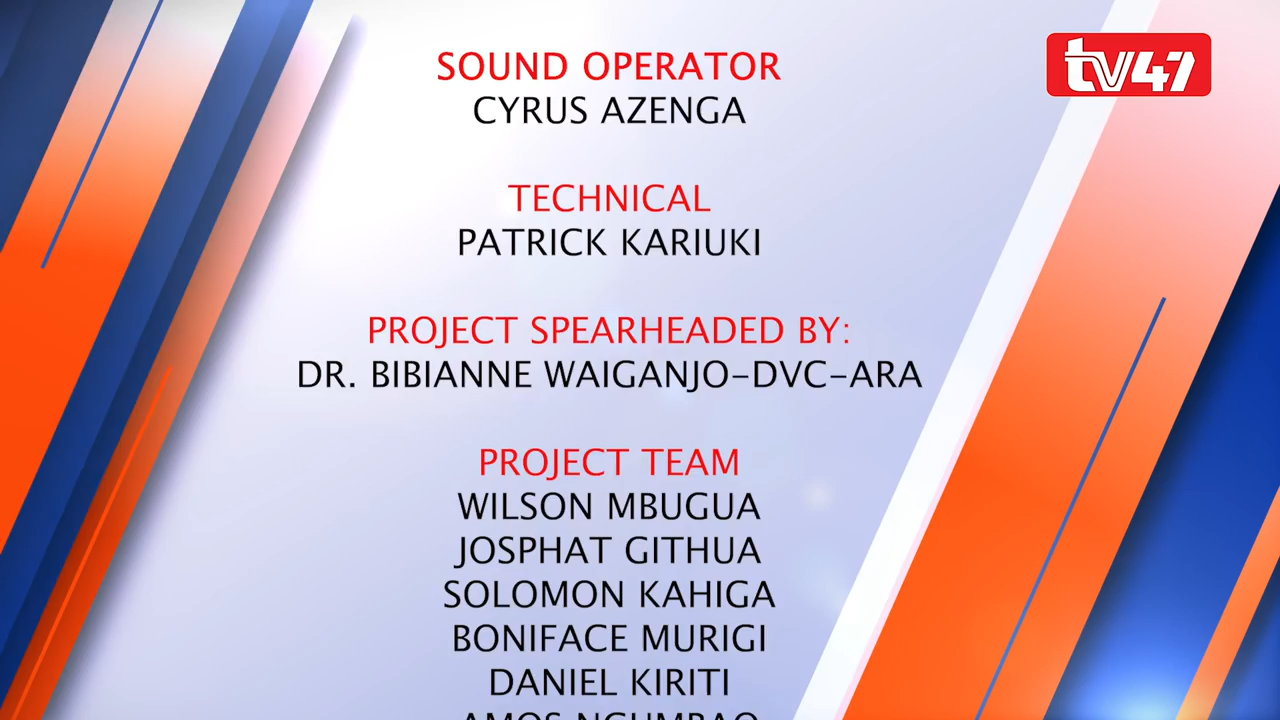 tv47
SOUND OPERATOR
CYRUS AZENGA
TECHNICAL
PATRICK KARIUKI
PROJECT SPEARHEADED BY:
DR. BIBIANNE WAIGANJO-DVC-ARA
PROJECT TEAM
WILSON MBUGUA
JOSPHAT GITHUA
SOLOMON KAHIGA
BONIFACE MURIGI
DANIEL KIRITI
AMOS